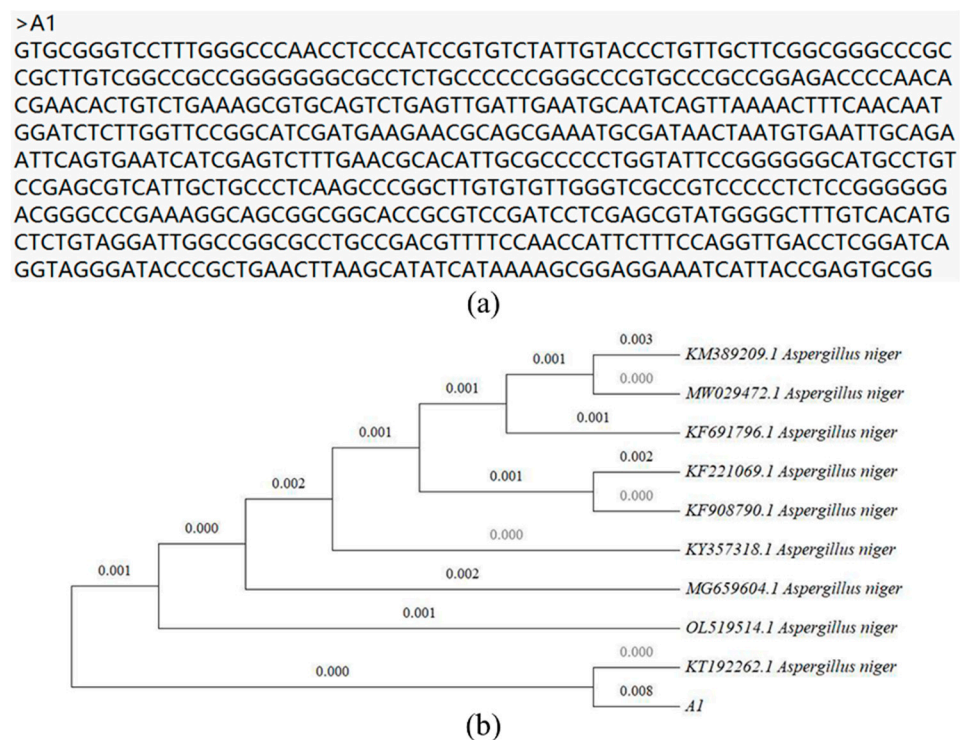 >A1
GTGCGGGTCCTTTGGGCCCAACCTCCCATCCGTGTCTATTGTACCCTGTTGCTTCGGCGGGCCCGC
CGCTTGTCGGCCGCCGGGGGGGCGCCTCTGCCCCCCGGGCCCGTGCCCGCCGGAGACCCCAACA
CGAACACTGTCTGAAAGCGTGCAGTCTGAGTTGATTGAATGCAATCAGTTAAAACTTTCAACAAT
GGATCTCTTGGTTCCGGCATCGATGAAGAACGCAGCGAAATGCGATAACTAATGTGAATTGCAGA
ATTCAGTGAATCATCGAGTCTTTGAACGCACATTGCGCCCCCTGGTATTCCGGGGGGCATGCCTGT
CCGAGCGTCATTGCTGCCCTCAAGCCCGGCTTGTGTGTTGGGTCGCCGTCCCCCTCTCCGGGGGG
ACGGGCCCGAAAGGCAGCGGCGGCACCGCGTCCGATCCTCGAGCGTATGGGGCTTTGTCACATG
CTCTGTAGGATTGGCCGGCGCCTGCCGACGTTTTCCAACCATTCTTTCCAGGTTGACCTCGGATCA
GGTAGGGATACCCGCTGAACTTAAGCATATCATAAAAGCGGAGGAAATCATTACCGAGTGCGG
(a)
0.003
KM389209.1 Aspergillus niger
0.001
0.000
MW029472.1 Aspergillus niger
0.001
0.001
KF691796.1 Aspergillus niger
0.001
0.002
KF221069.1 Aspergillus niger
0.001
0.002
0.000
KF908790.1 Aspergillus niger
0.000
0.000
KY357318.1 Aspergillus niger
0.001
0.002
MG659604.1 Aspergillus niger
0.001
OL519514.1 Aspergillus niger
0.000
0.000
KT192262.1 Aspergillus niger
0.008
A1
(b)